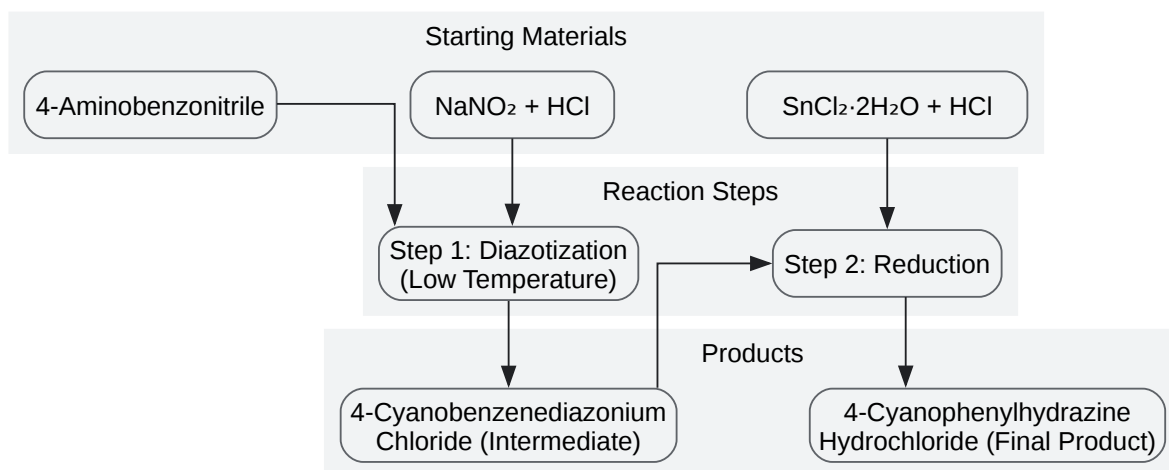 Starting Materials
4-Aminobenzonitrile
NaNO₂ + HCl
SnCl₂·2H₂O + HCl
Reaction Steps
Step 1: Diazotization
(Low Temperature)
Step 2: Reduction
Products
4-Cyanobenzenediazonium
Chloride (Intermediate)
4-Cyanophenylhydrazine
Hydrochloride (Final Product)